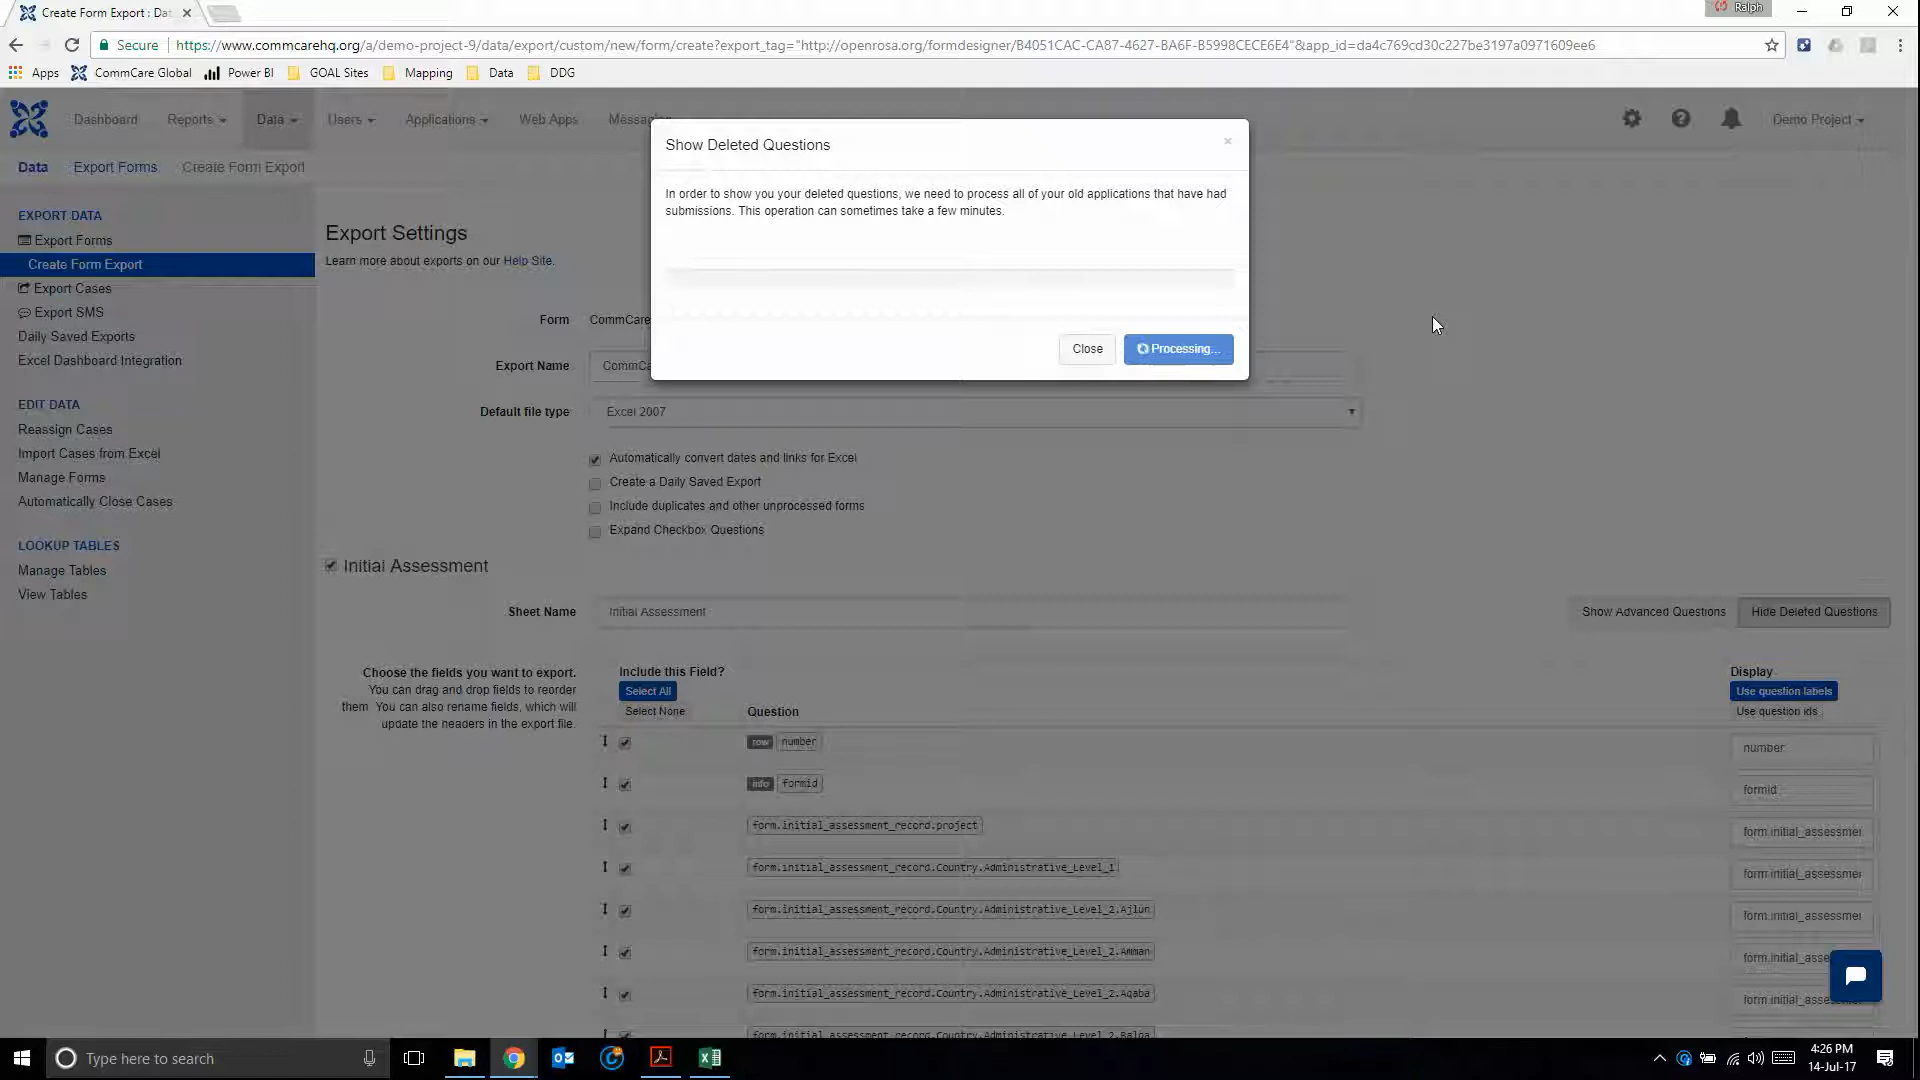 Create Form Export : Dat
Ralph
Secure
https://www.commcarehq.org/a/demo-project-9/data/export/custom/new/form/create?export_tag="http://openrosa.org/formdesigner/B4051CAC-CA87-4627-BA6F-B5998CECE6E4"&app_id=da4c769cd30c227be3197a0971609ee6
Apps CommCare Global Power BI GOAL Sites Mapping Data DDG
Dashboard Reports Data Users Applications Web Apps Messagin Demo Project
Data Export Forms Create Form Export
Show Deleted Questions
×
In order to show you your deleted questions, we need to process all of your old applications that have had
submissions. This operation can sometimes take a few minutes.
Close
Processing...
EXPORT DATA
Export Forms
Create Form Export
Export Cases
Export SMS
Daily Saved Exports
Excel Dashboard Integration
EDIT DATA
Reassign Cases
Import Cases from Excel
Manage Forms
Automatically Close Cases
LOOKUP TABLES
Manage Tables
View Tables
Export Settings
Learn more about exports on our Help Site.
Form CommCare
Export Name CommCa
Default file type Excel 2007
Automatically convert dates and links for Excel
Create a Daily Saved Export
Include duplicates and other unprocessed forms
Expand Checkbox Questions
Initial Assessment
Sheet Name Initial Assessment Show Advanced Questions Hide Deleted Questions
Choose the fields you want to export.
You can drag and drop fields to reorder
them You can also rename fields, which will
update the headers in the export file.
Include this Field?
Select All
Select None
Question
Display
Use question labels
Use question ids
row number number
info formid formid
form.initial_assessment_record.project form.initial_assessmer
form.initial_assessment_record.Country.Administrative_Level_1 form.initial_assessmer
form.initial_assessment_record.Country.Administrative_Level_2.Ajlun form.initial_assessmer
form.initial_assessment_record.Country.Administrative_Level_2.Amman form.initial_asse
form.initial_assessment_record.Country.Administrative_Level_2.Aqaba form.initial_asse
form.initial_assessment_record.Country.Administrative_Level_2.Balqa
Type here to search
4:26 PM
14-Jul-17